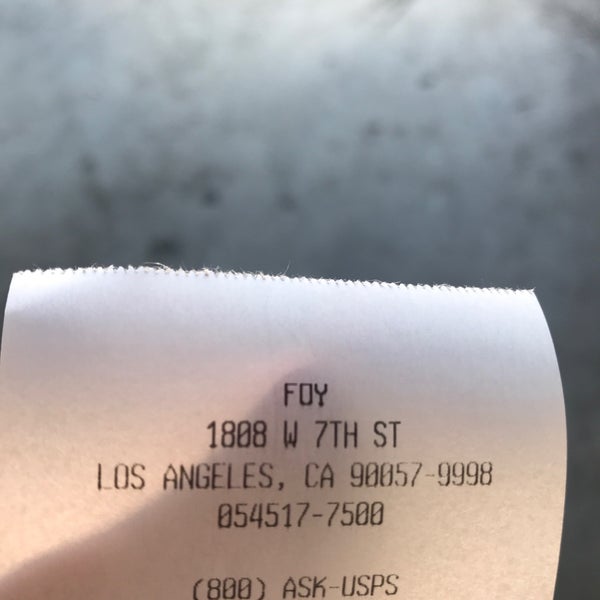 FOY
1808 W 7TH ST
LOS ANGELES, CA 90057-9998
054517-7500
(800) ASK-USPS